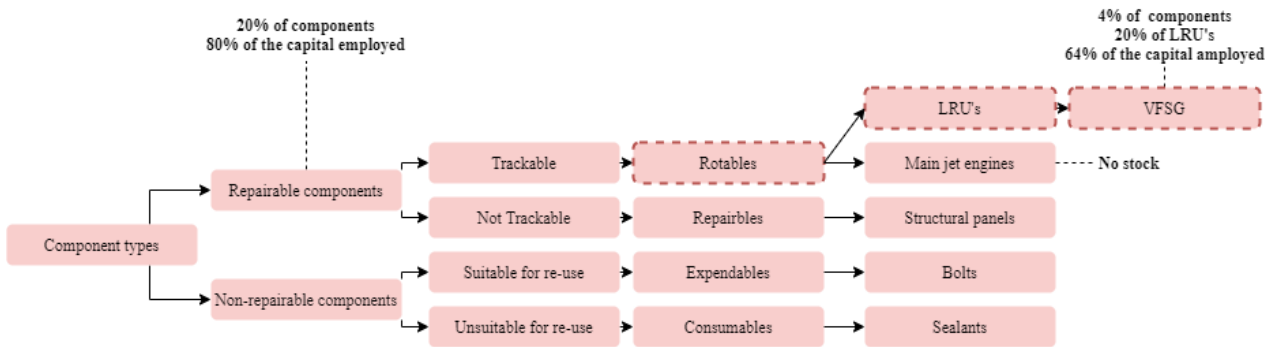 20% of components
80% of the capital employed
4% of  components
20% of LRU's
64% of the capital amployed
LRU's
VFSG
Trackable
Rotables
Main jet engines
No stock
Repairable components
Not Trackable
Repairbles
Structural panels
Component types
Suitable for re-use
Expendables
Bolts
Non-repairable components
Unsuitable for re-use
Consumables
Sealants